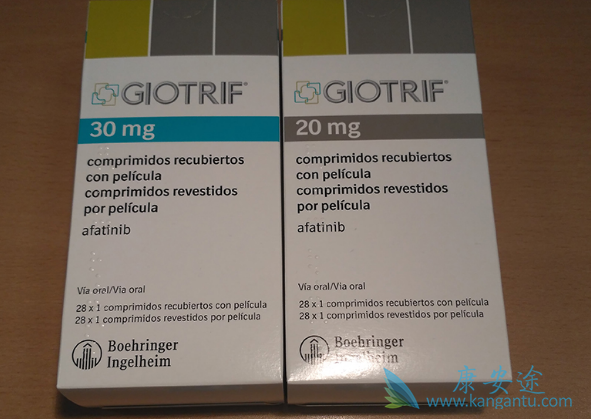 GIOTRIF®
30 mg
comprimidos recubiertos
con película
comprimidos revestidos
por película
afatinib
Vía oral/Via oral
28 x 1 comprimidos recubiertos con película
28 x 1 comprimidos revestidos por película
Boehringer
Ingelheim
GIOTRIF®
20 mg
comprimidos recubiertos
con película
comprimidos revestidos
por película
afatinib
Vía oral/Via oral
28 x 1 comprimidos recubiertos con película
28 x 1 comprimidos revestidos por película
Boehringer
Ingelheim
康安途
www.kangantu.com